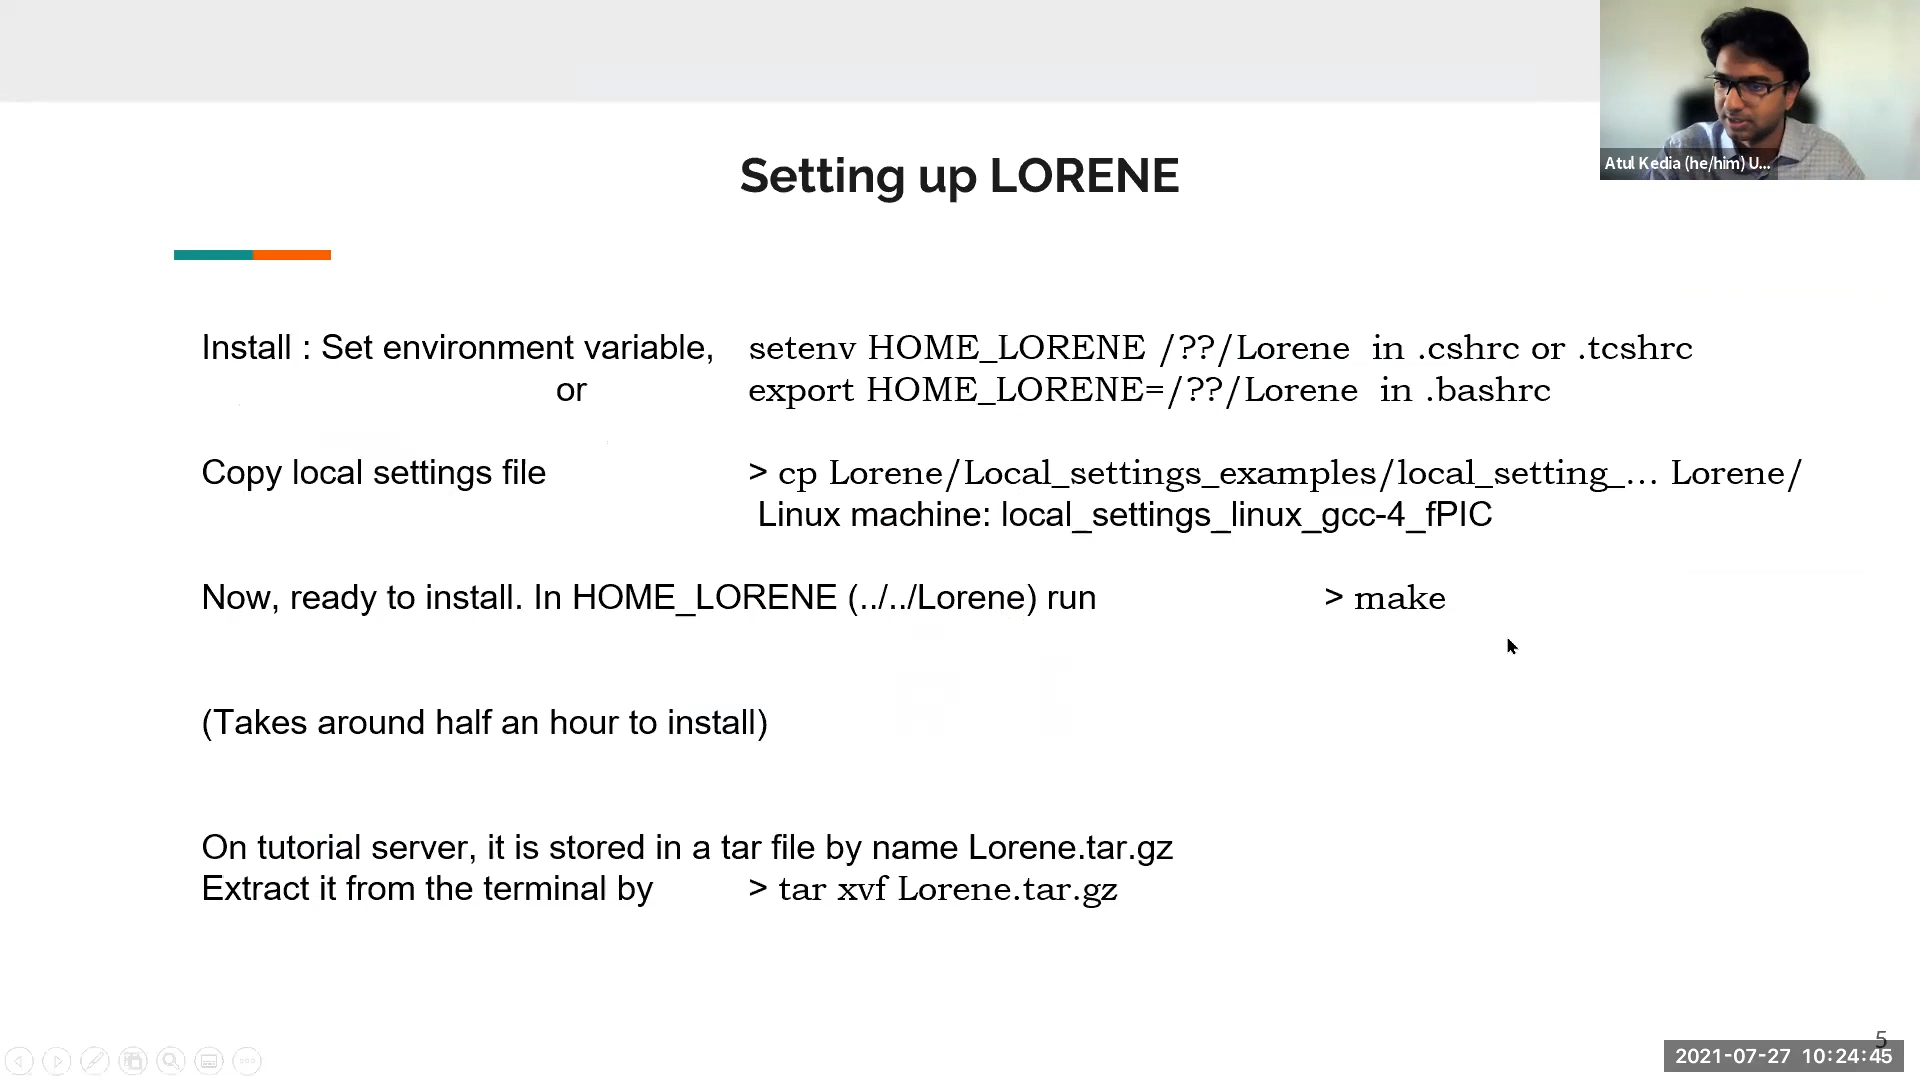 Atul Kedia (he/him) U...
Setting up LORENE
Install : Set environment variable, setenv HOME_LORENE /??/Lorene in .cshrc or .tcshrc
or export HOME_LORENE=/??/Lorene in .bashrc
Copy local settings file > cp Lorene/Local_settings_examples/local_setting_... Lorene/
Linux machine: local_settings_linux_gcc-4_fPIC
Now, ready to install. In HOME_LORENE (../../Lorene) run > make
(Takes around half an hour to install)
On tutorial server, it is stored in a tar file by name Lorene.tar.gz
Extract it from the terminal by > tar xvf Lorene.tar.gz
5
2021-07-27 10:24:45